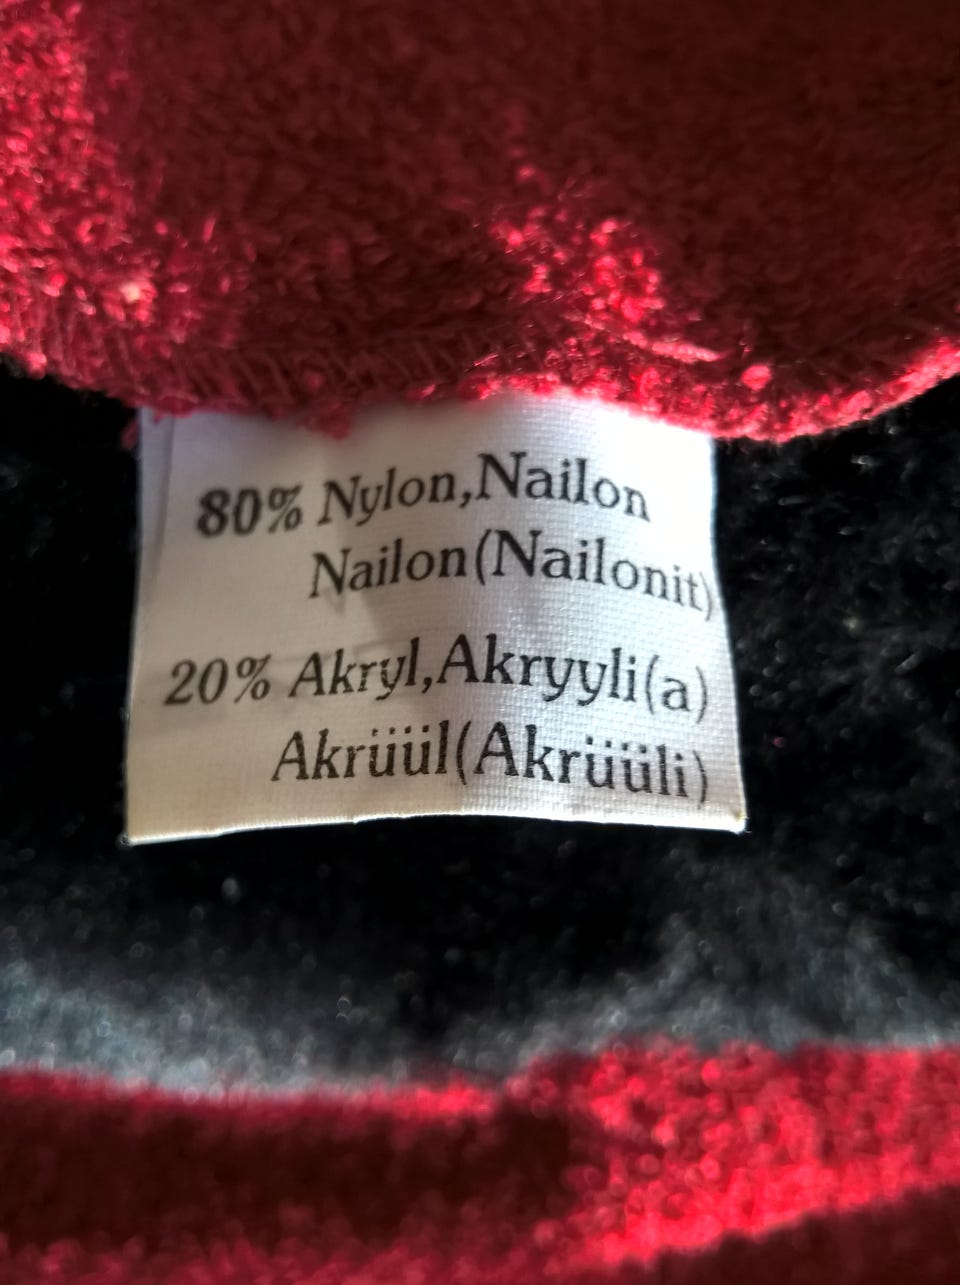 80% Nylon,Nailon
Nailon(Nailonit)
20% Akryl,Akryyli(a)
Akrüül(Akrüüli)